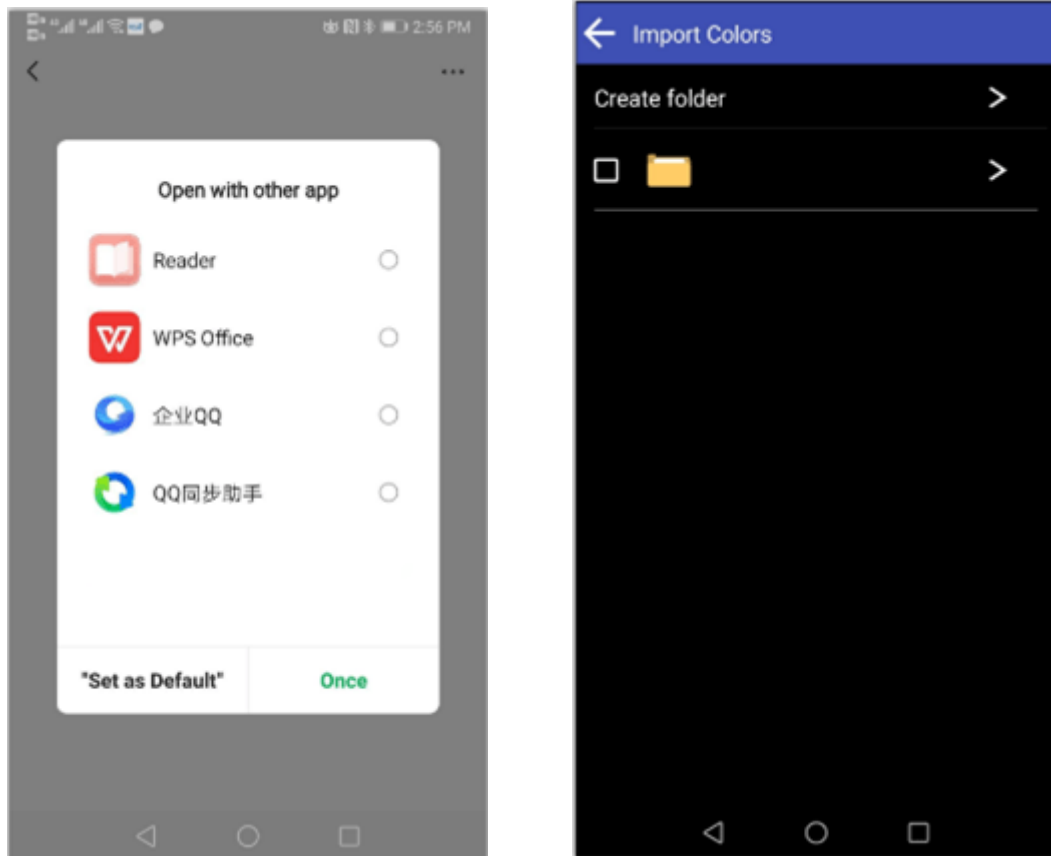 2:56 PM
Open with other app
Reader
WPS Office
企业QQ
QQ同步助手
"Set as Default"
Once
Import Colors
Create folder